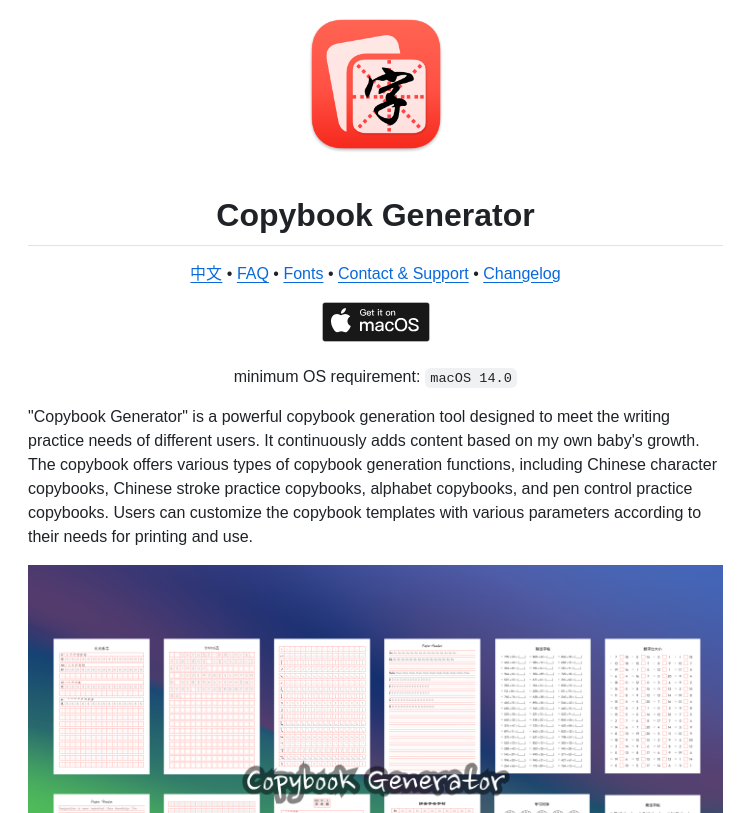 字
Copybook Generator
中文 • FAQ • Fonts • Contact & Support • Changelog
Get it on
macOS
minimum OS requirement: macOS 14.0
"Copybook Generator" is a powerful copybook generation tool designed to meet the writing
practice needs of different users. It continuously adds content based on my own baby's growth.
The copybook offers various types of copybook generation functions, including Chinese character
copybooks, Chinese stroke practice copybooks, alphabet copybooks, and pen control practice
copybooks. Users can customize the copybook templates with various parameters according to
their needs for printing and use.
Copybook Generator